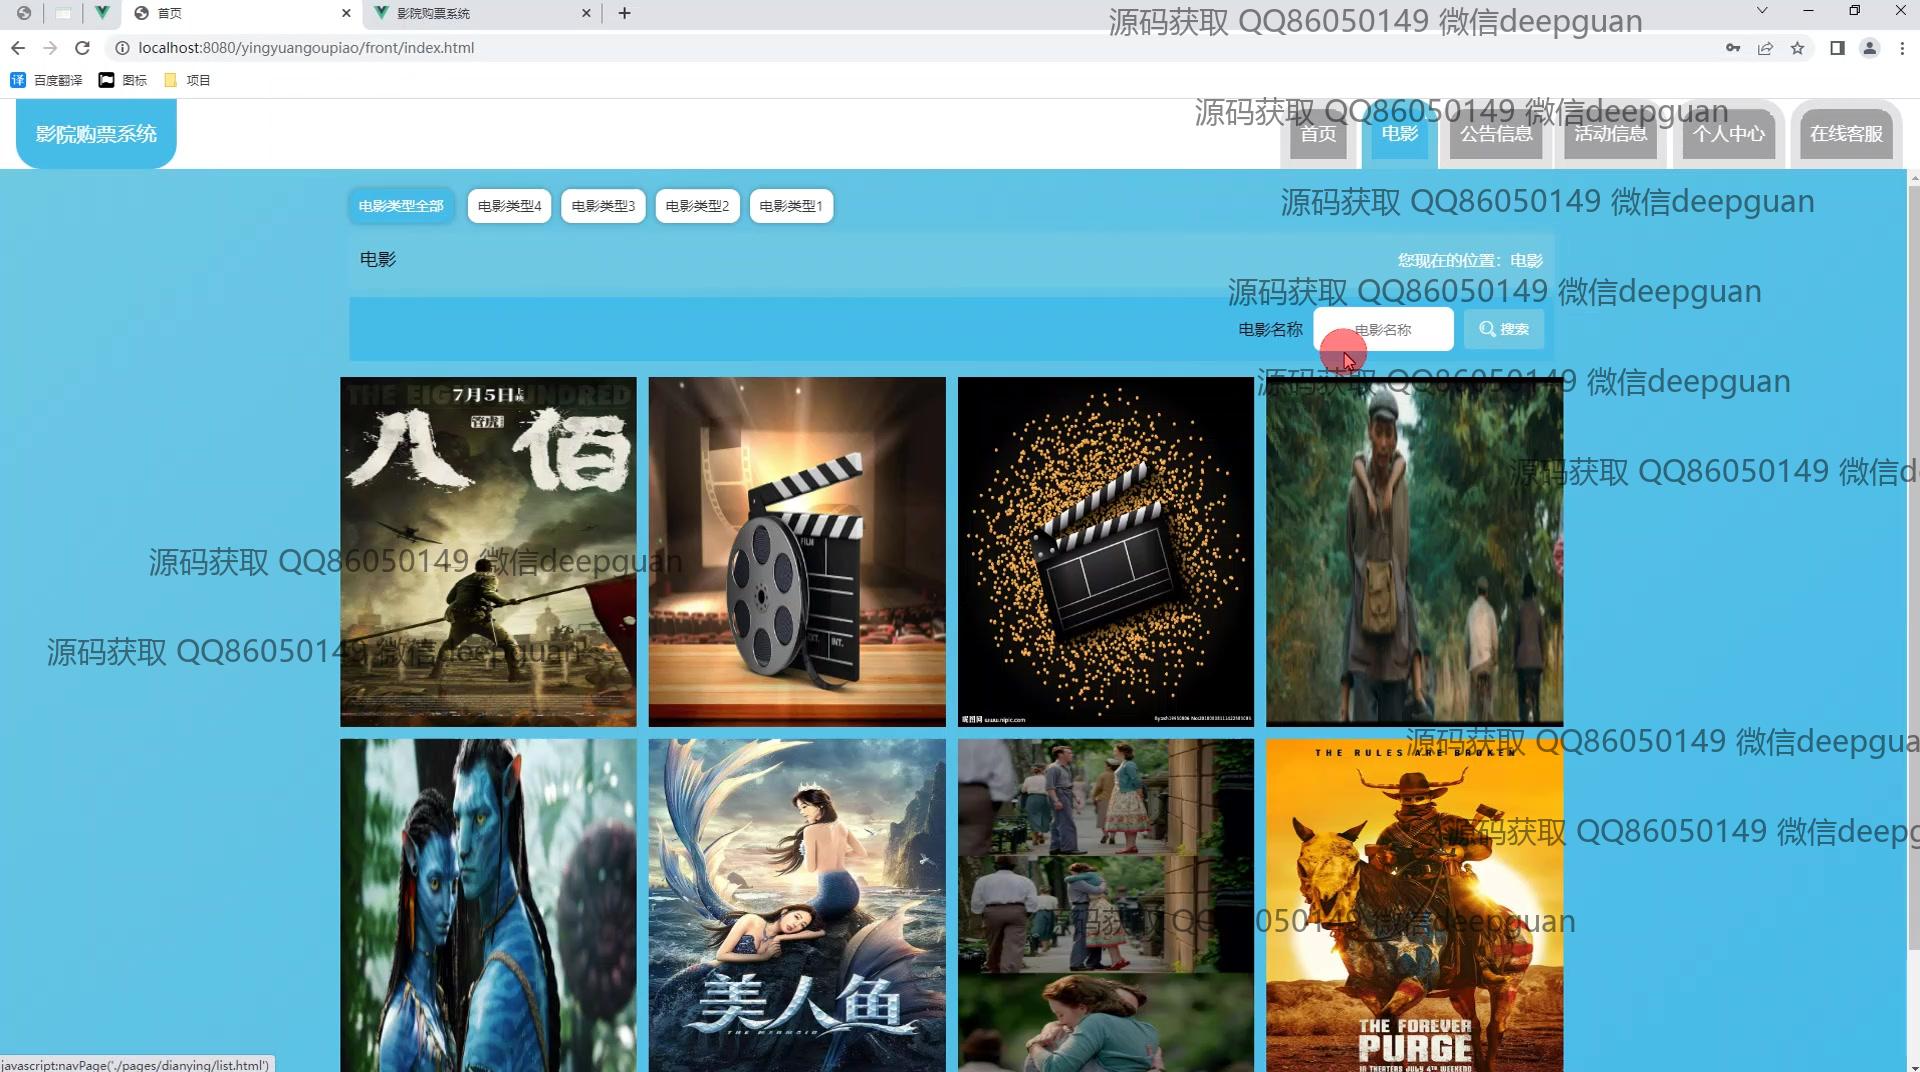 首页
影院购票系统
源码获取 QQ86050149 微信deepguan
localhost:8080/yingyuangoupiao/front/index.html
译 百度翻译 图标 项目
影院购票系统
源码获取 QQ86050149 微信deepguan
首页 电影 公告信息 活动信息 个人中心 在线客服
电影类型全部 电影类型4 电影类型3 电影类型2 电影类型1
源码获取 QQ86050149 微信deepguan
电影
您现在的位置：电影
源码获取 QQ86050149 微信deepguan
电影名称 电影名称 搜索
源码获取 QQ86050149 微信deepguan
THE EIGHT HUNDRED
7月5日上映
管虎
八佰
FILM
EXT. INT.
昵图网 www.nipic.com
源码获取 QQ86050149 微信d
源码获取 QQ86050149 微信deepguan
源码获取 QQ86050149 微信deepguan
源码获取 QQ86050149 微信deepgua
THE RULES ARE BROKEN
源码获取 QQ86050149 微信deepg
源码获取 QQ86050149 微信deepguan
美人鱼
THE MERMAID
THE FOREVER
PURGE
IN THEATERS JULY 4TH WEEKEND
javascript:navPage('./pages/dianying/list.html')